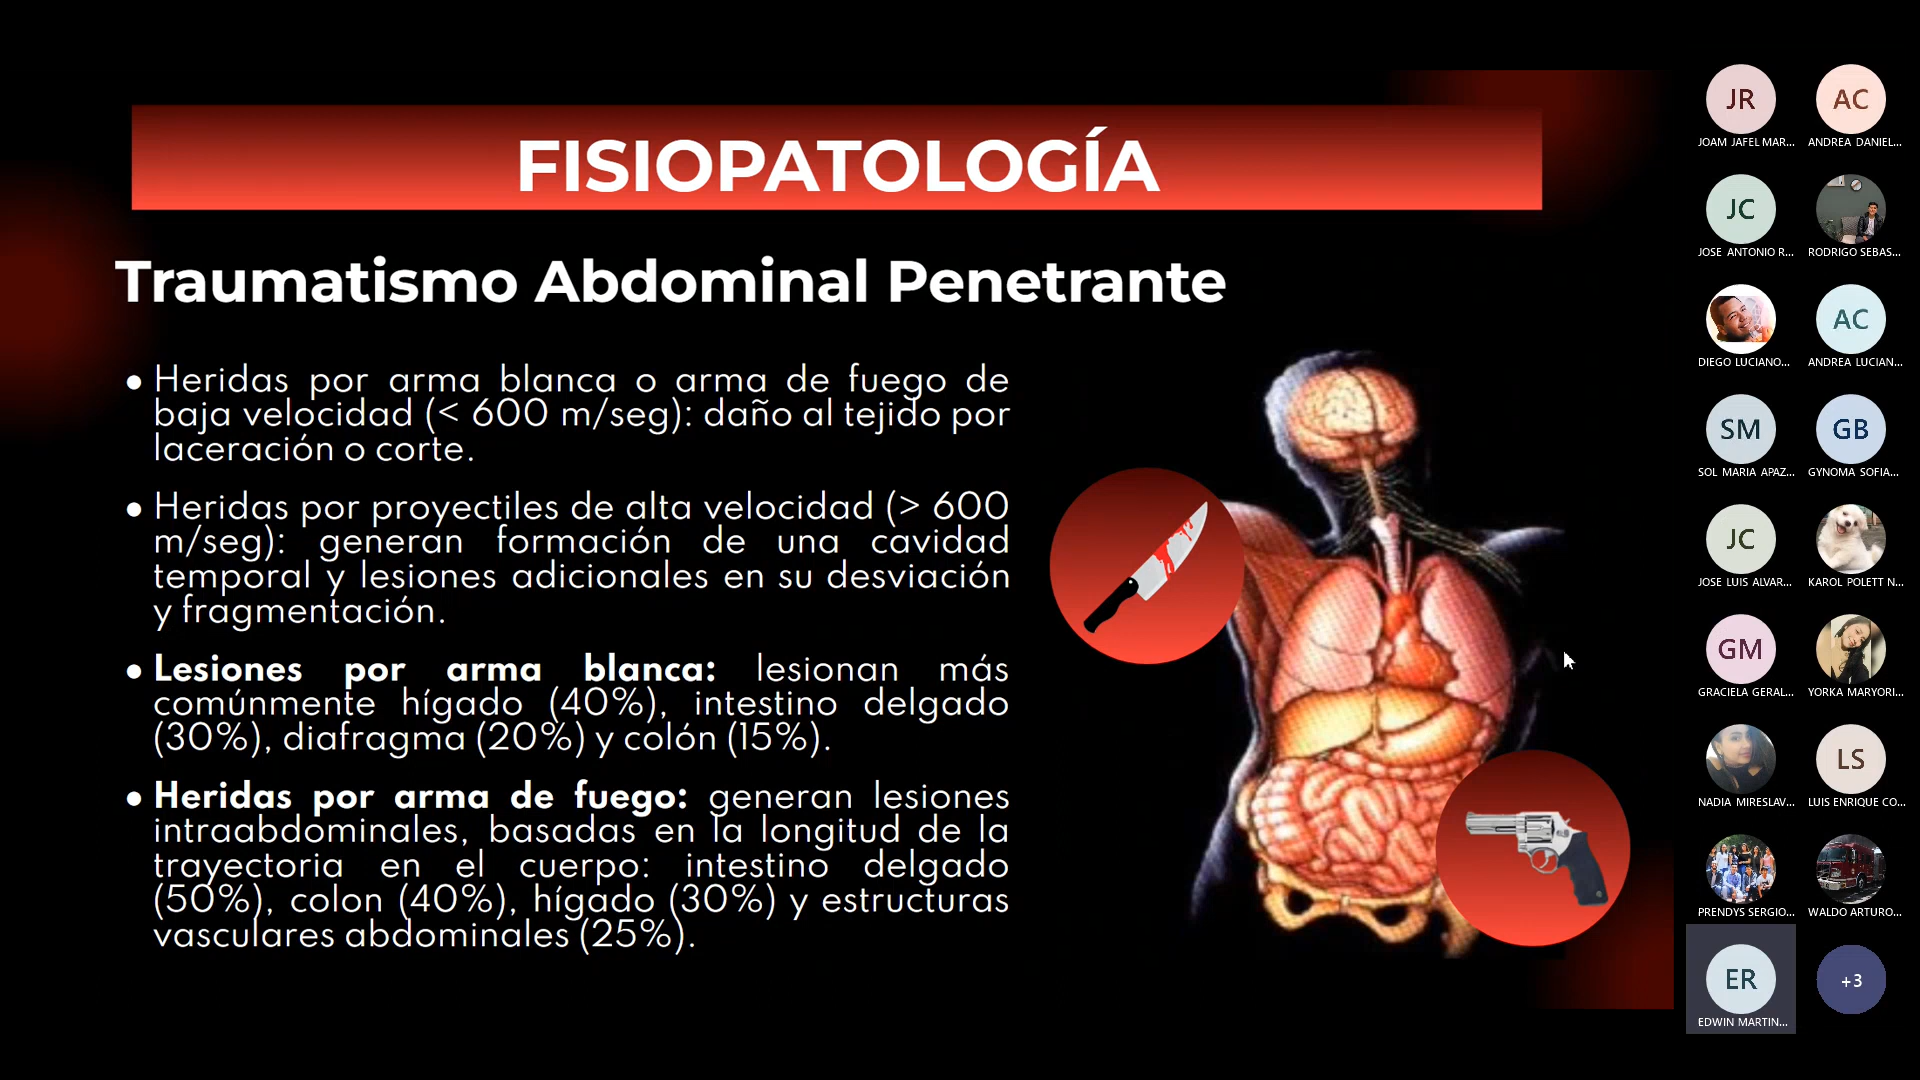 FISIOPATOLOGÍA
Traumatismo Abdominal Penetrante
● Heridas por arma blanca o arma de fuego de
baja velocidad (< 600 m/seg): daño al tejido por
laceración o corte.
● Heridas por proyectiles de alta velocidad (> 600
m/seg): generan formación de una cavidad
temporal y lesiones adicionales en su desviación
y fragmentación.
● Lesiones por arma blanca: lesionan más
comúnmente hígado (40%), intestino delgado
(30%), diafragma (20%) y colón (15%).
● Heridas por arma de fuego: generan lesiones
intraabdominales, basadas en la longitud de la
trayectoria en el cuerpo: intestino delgado
(50%), colon (40%), hígado (30%) y estructuras
vasculares abdominales (25%).
JR
AC
JOAM JAFEL MAR...
ANDREA DANIEL...
JC
JOSE ANTONIO R...
RODRIGO SEBAS...
AC
DIEGO LUCIANO...
ANDREA LUCIAN...
SM
GB
SOL MARIA APAZ...
GYNOMA SOFIA...
JC
JOSE LUIS ALVAR...
KAROL POLETT N...
GM
GRACIELA GERAL...
YORKA MARYORI...
LS
NADIA MIRESLAV...
LUIS ENRIQUE CO...
PRENDYS SERGIO...
WALDO ARTURO...
ER
+3
EDWIN MARTIN...